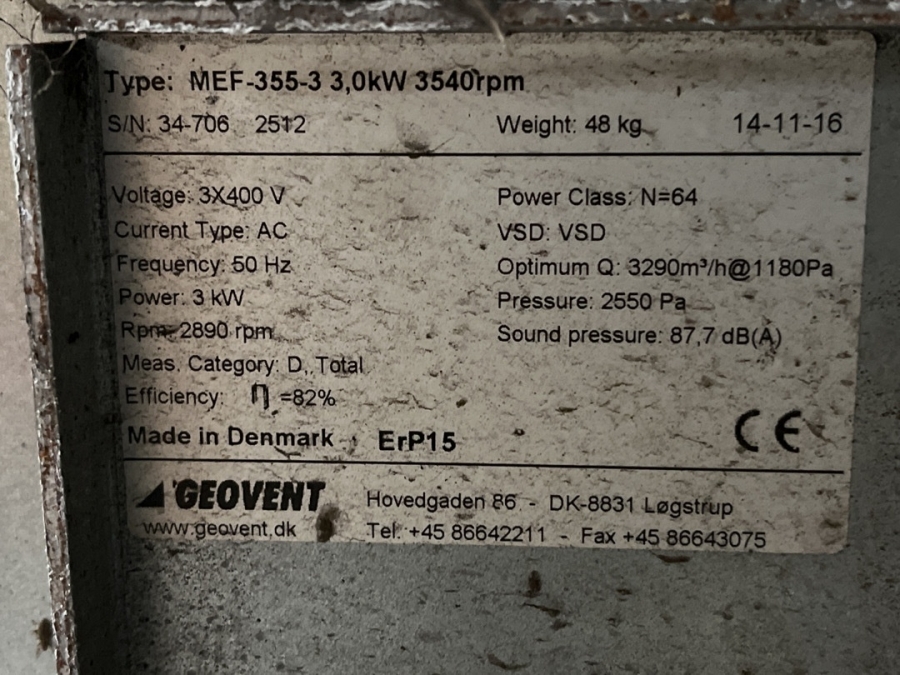 Type: MEF-355-3 3,0kW 3540rpm
S/N: 34-706 2512 Weight: 48 kg 14-11-16
Voltage: 3X400 V Power Class: N=64
Current Type: AC VSD: VSD
Frequency: 50 Hz Optimum Q: 3290m³/h@1180Pa
Power: 3 kW Pressure: 2550 Pa
Rpm: 2890 rpm Sound pressure: 87,7 dB(A)
Meas. Category: D, Total
Efficiency: η =82%
Made in Denmark ErP15 CE
GEOVENT Hovedgaden 86 - DK-8831 Løgstrup
www.geovent.dk Tel. +45 86642211 - Fax +45 86643075